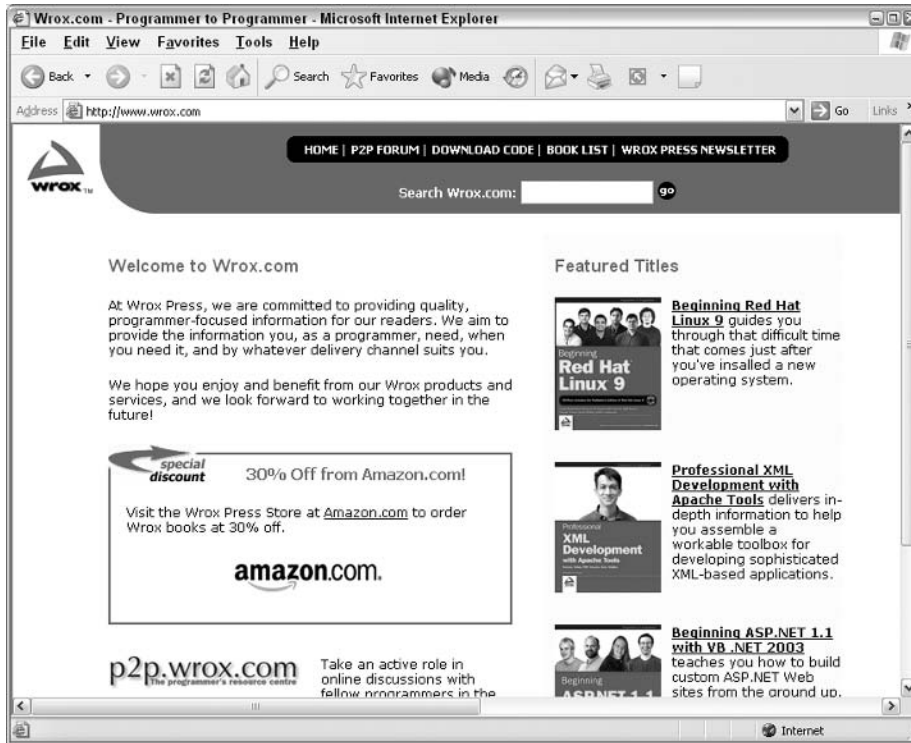 Wrox.com - Programmer to Programmer - Microsoft Internet Explorer
File Edit View Favorites Tools Help
Back Search Favorites Media
Address http://www.wrox.com Go Links
wrox TM
HOME | P2P FORUM | DOWNLOAD CODE | BOOK LIST | WROX PRESS NEWSLETTER
Search Wrox.com: go
Welcome to Wrox.com
At Wrox Press, we are committed to providing quality,
programmer-focused information for our readers. We aim to
provide the information you, as a programmer, need, when
you need it, and by whatever delivery channel suits you.
We hope you enjoy and benefit from our Wrox products and
services, and we look forward to working together in the
future!
special
discount
30% Off from Amazon.com!
Visit the Wrox Press Store at Amazon.com to order
Wrox books at 30% off.
amazon.com.
p2p.wrox.com
The programmer's resource centre
Take an active role in
online discussions with
fellow programmers in the
Featured Titles
Beginning
Red Hat
Linux 9
Beginning Red Hat
Linux 9 guides you
through that difficult time
that comes just after
you've insalled a new
operating system.
Professional
XML
Development
with Apache Tools
Professional XML
Development with
Apache Tools delivers in-
depth information to help
you assemble a
workable toolbox for
developing sophisticated
XML-based applications.
Beginning
ASP.NET 1.1
Beginning ASP.NET 1.1
with VB .NET 2003
teaches you how to build
custom ASP.NET Web
sites from the ground up.
Internet